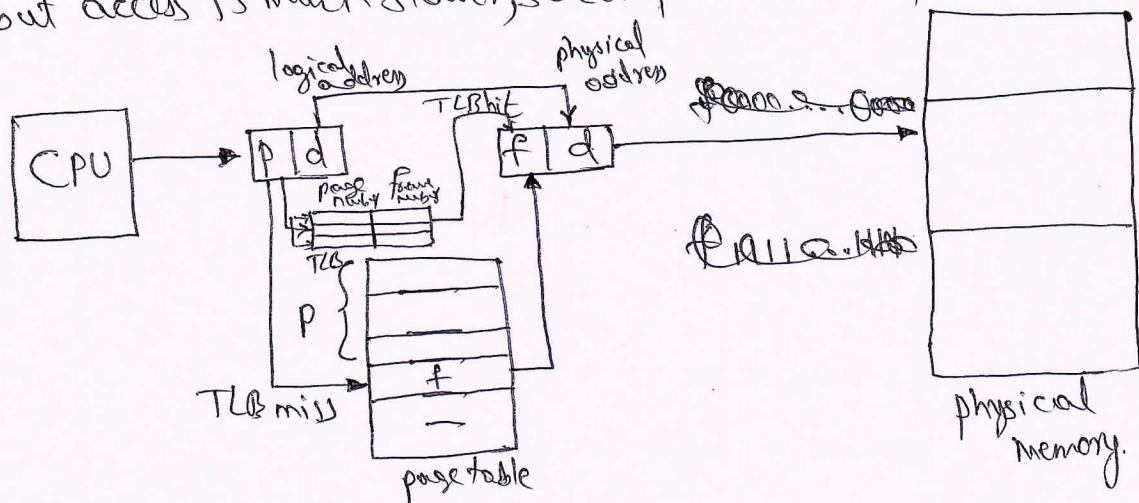 but access is much slower, so
logical address
physical address
TLB hit
CPU
p d
f d
page number frame number
TLB
p
f
TLB miss
page table
physical memory.